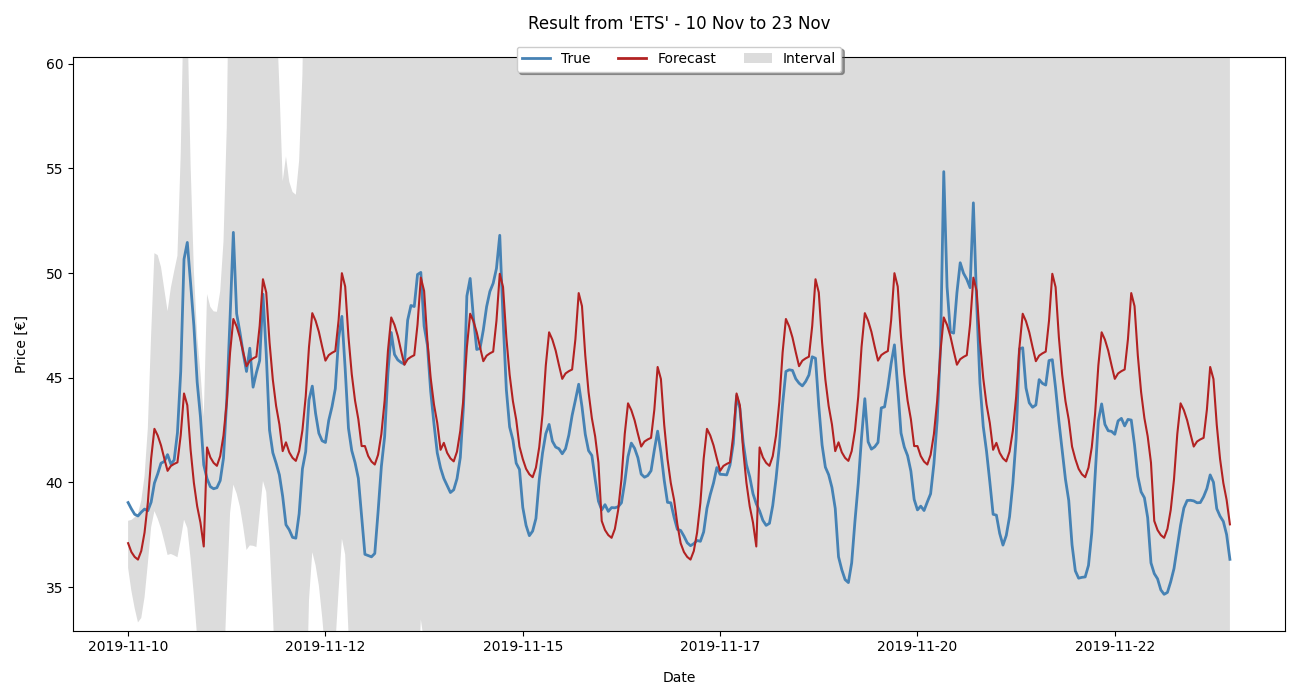 Result from 'ETS' - 10 Nov to 23 Nov
True Forecast Interval
60
55
50
45
40
35
Price [€]
2019-11-10 2019-11-12 2019-11-15 2019-11-17 2019-11-20 2019-11-22
Date